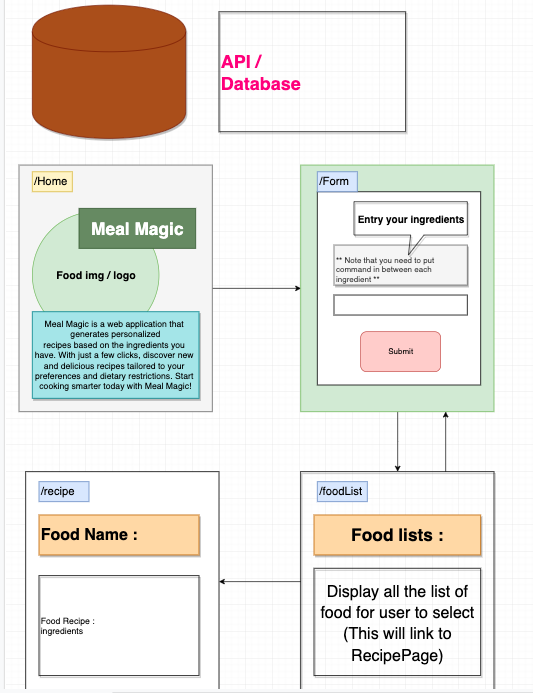 API /
Database
/Home
Meal Magic
Food img / logo
Meal Magic is a web application that
generates personalized
recipes based on the ingredients you
have. With just a few clicks, discover new
and delicious recipes tailored to your
preferences and dietary restrictions. Start
cooking smarter today with Meal Magic!
/Form
Entry your ingredients
** Note that you need to put
command in between each
ingredient **
Submit
/recipe
Food Name :
Food Recipe :
ingredients
/foodList
Food lists :
Display all the list of
food for user to select
(This will link to
RecipePage)